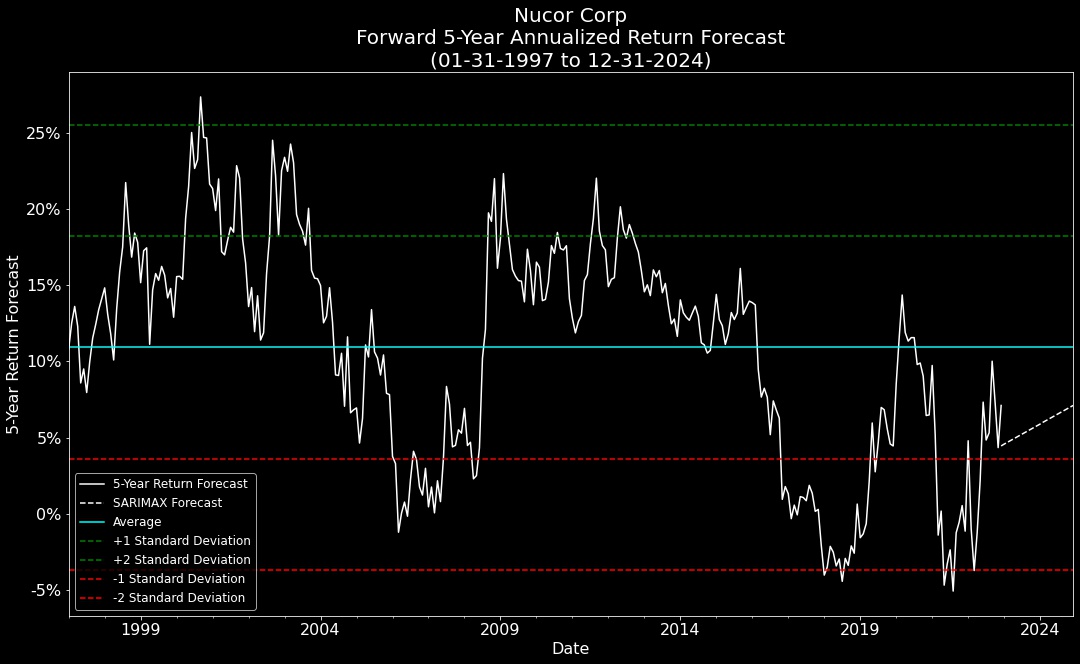 Nucor Corp
Forward 5-Year Annualized Return Forecast
(01-31-1997 to 12-31-2024)
5-Year Return Forecast
25%
20%
15%
10%
5%
0%
-5%
5-Year Return Forecast
SARIMAX Forecast
Average
+1 Standard Deviation
+2 Standard Deviation
-1 Standard Deviation
-2 Standard Deviation
1999 2004 2009 2014 2019 2024
Date